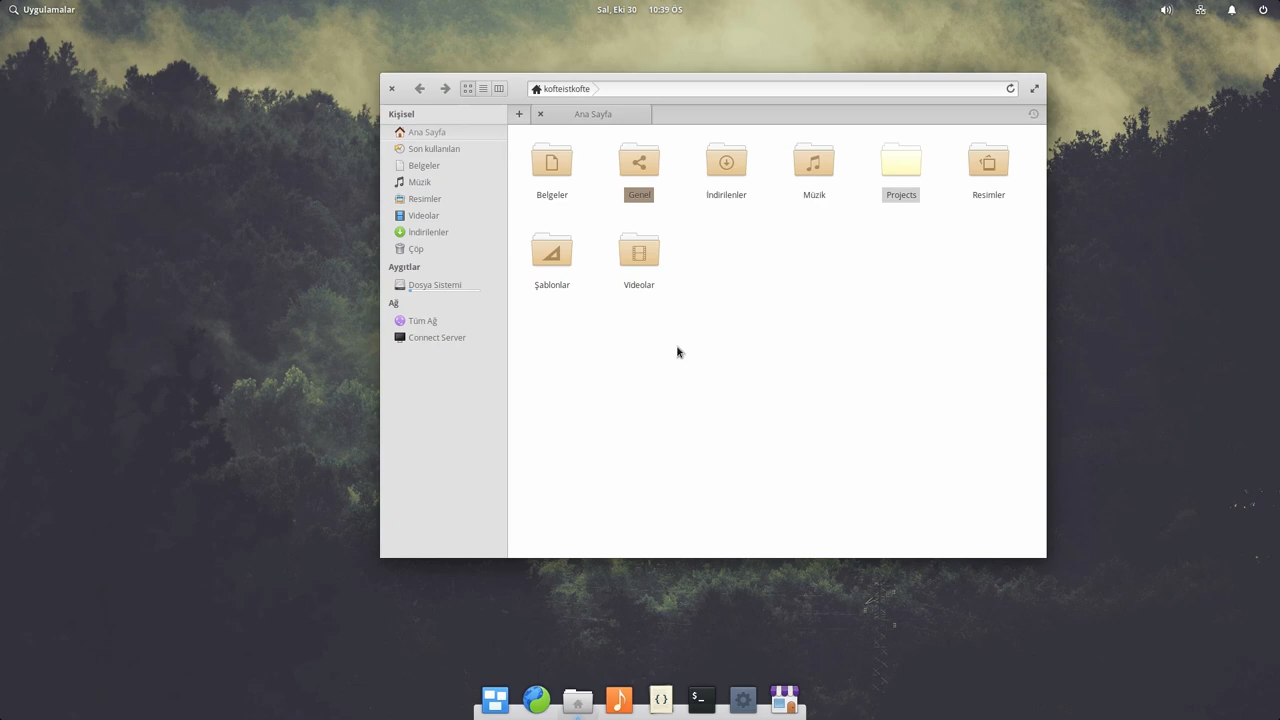 Uygulamalar
Sal, Eki 30 10:39 ÖS
kofteistkofte
Kişisel
Ana Sayfa
Ana Sayfa
Son kullanılan
Belgeler
Müzik
Resimler
Videolar
İndirilenler
Çöp
Aygıtlar
Dosya Sistemi
Ağ
Tüm Ağ
Connect Server
Belgeler
Genel
İndirilenler
Müzik
Projects
Resimler
Şablonlar
Videolar
{}
$_